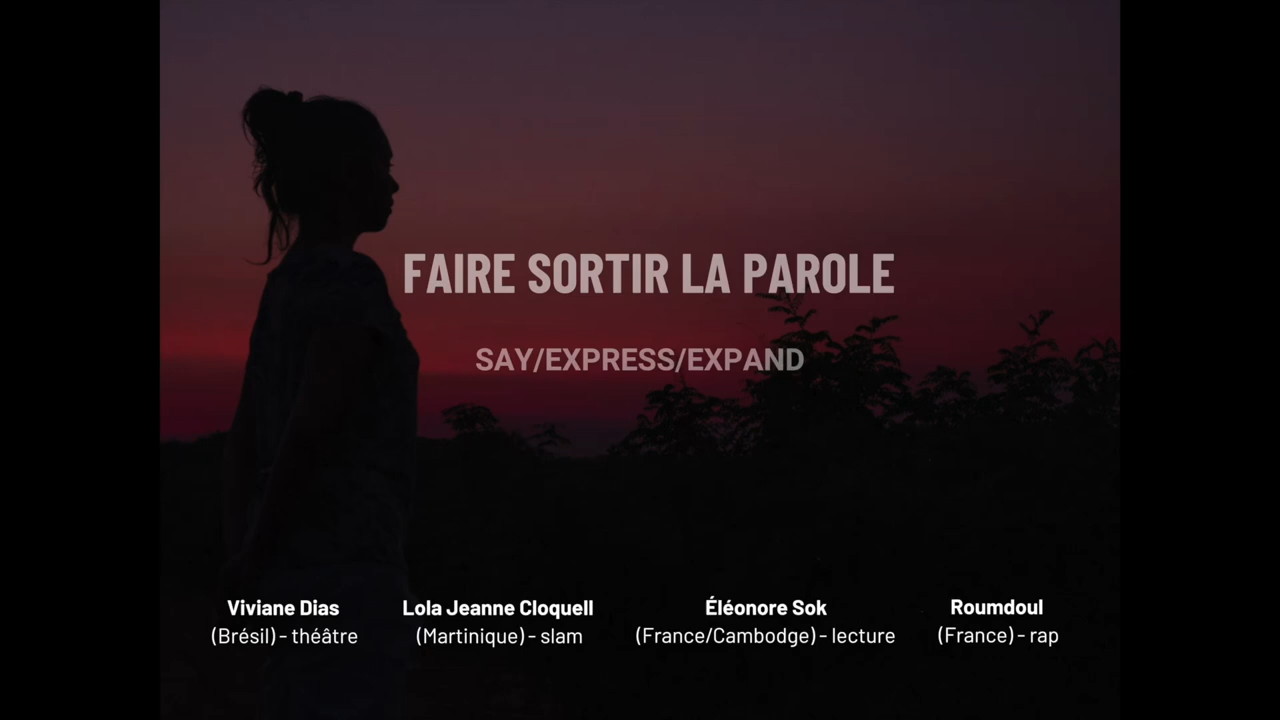 FAIRE SORTIR LA PAROLE
SAY/EXPRESS/EXPAND
Viviane Dias
(Brésil) - théâtre
Lola Jeanne Cloquell
(Martinique) - slam
Éléonore Sok
(France/Cambodge) - lecture
Roumdoul
(France) - rap